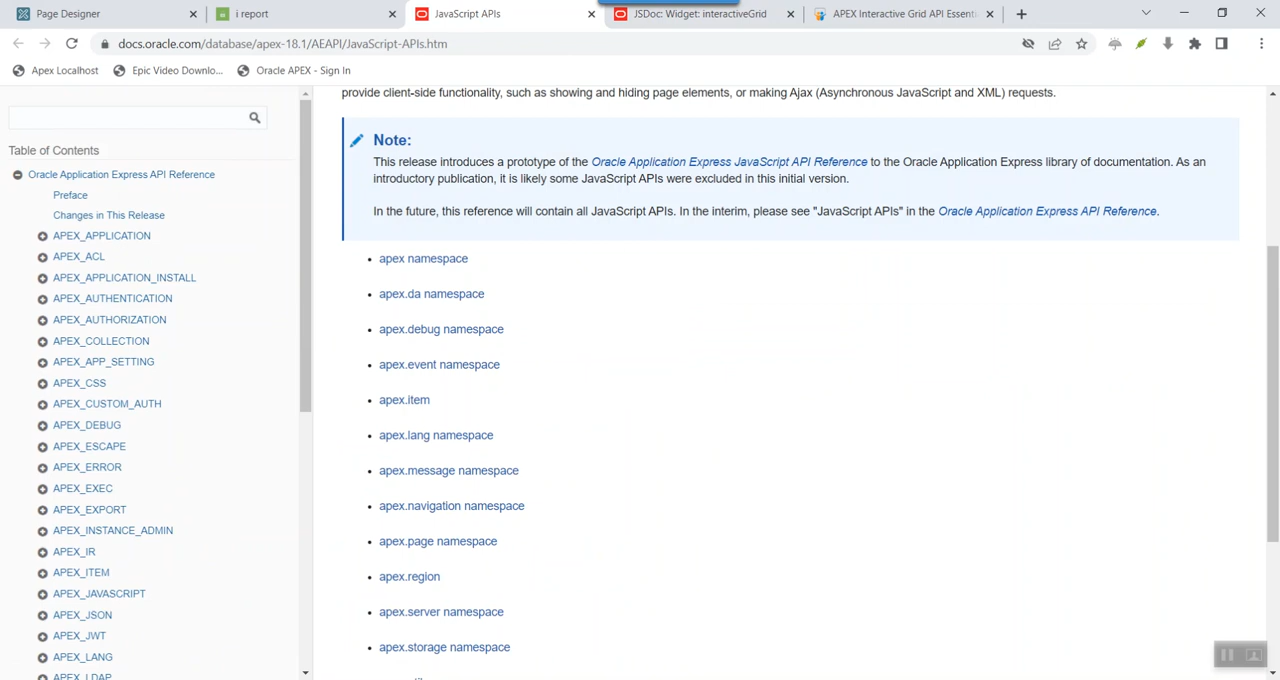 Page Designer
i report
JavaScript APIs
JSDoc: Widget: interactiveGrid
APEX Interactive Grid API Essenti
docs.oracle.com/database/apex-18.1/AEAPI/JavaScript-APIs.htm
Apex Localhost
Epic Video Downlo...
Oracle APEX - Sign In
Table of Contents
Oracle Application Express API Reference
Preface
Changes in This Release
APEX_APPLICATION
APEX_ACL
APEX_APPLICATION_INSTALL
APEX_AUTHENTICATION
APEX_AUTHORIZATION
APEX_COLLECTION
APEX_APP_SETTING
APEX_CSS
APEX_CUSTOM_AUTH
APEX_DEBUG
APEX_ESCAPE
APEX_ERROR
APEX_EXEC
APEX_EXPORT
APEX_INSTANCE_ADMIN
APEX_IR
APEX_ITEM
APEX_JAVASCRIPT
APEX_JSON
APEX_JWT
APEX_LANG
APEX_LDAP
provide client-side functionality, such as showing and hiding page elements, or making Ajax (Asynchronous JavaScript and XML) requests.
Note:
This release introduces a prototype of the Oracle Application Express JavaScript API Reference to the Oracle Application Express library of documentation. As an
introductory publication, it is likely some JavaScript APIs were excluded in this initial version.
In the future, this reference will contain all JavaScript APIs. In the interim, please see "JavaScript APIs" in the Oracle Application Express API Reference.
apex namespace
apex.da namespace
apex.debug namespace
apex.event namespace
apex.item
apex.lang namespace
apex.message namespace
apex.navigation namespace
apex.page namespace
apex.region
apex.server namespace
apex.storage namespace